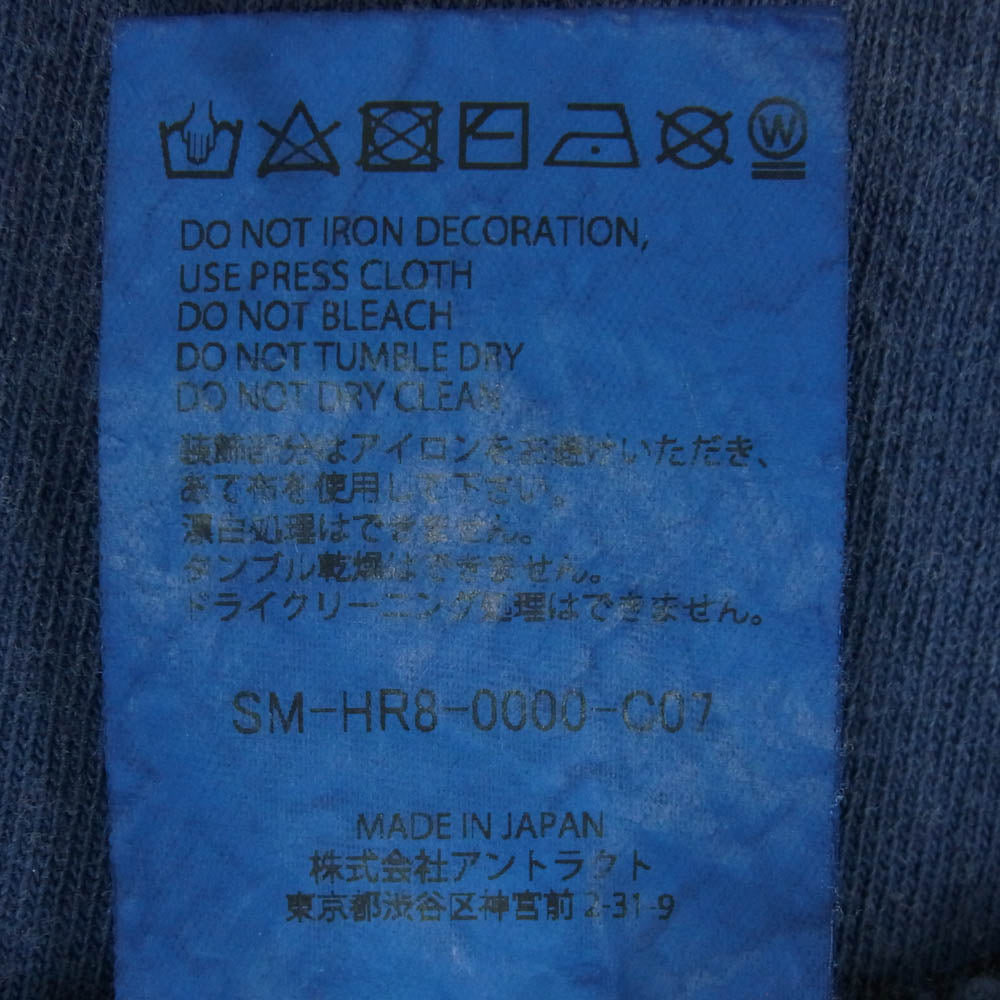 W
DO NOT IRON DECORATION,
USE PRESS CLOTH
DO NOT BLEACH
DO NOT TUMBLE DRY
DO NOT DRY CLEAN
装飾部分はアイロンをお避けいただき、
あて布を使用して下さい。
漂白処理はできません。
タンブル乾燥はできません。
ドライクリーニング処理はできません。
SM-HR8-0000-C07
MADE IN JAPAN
株式会社アントラクト
東京都渋谷区神宮前 2-31-9